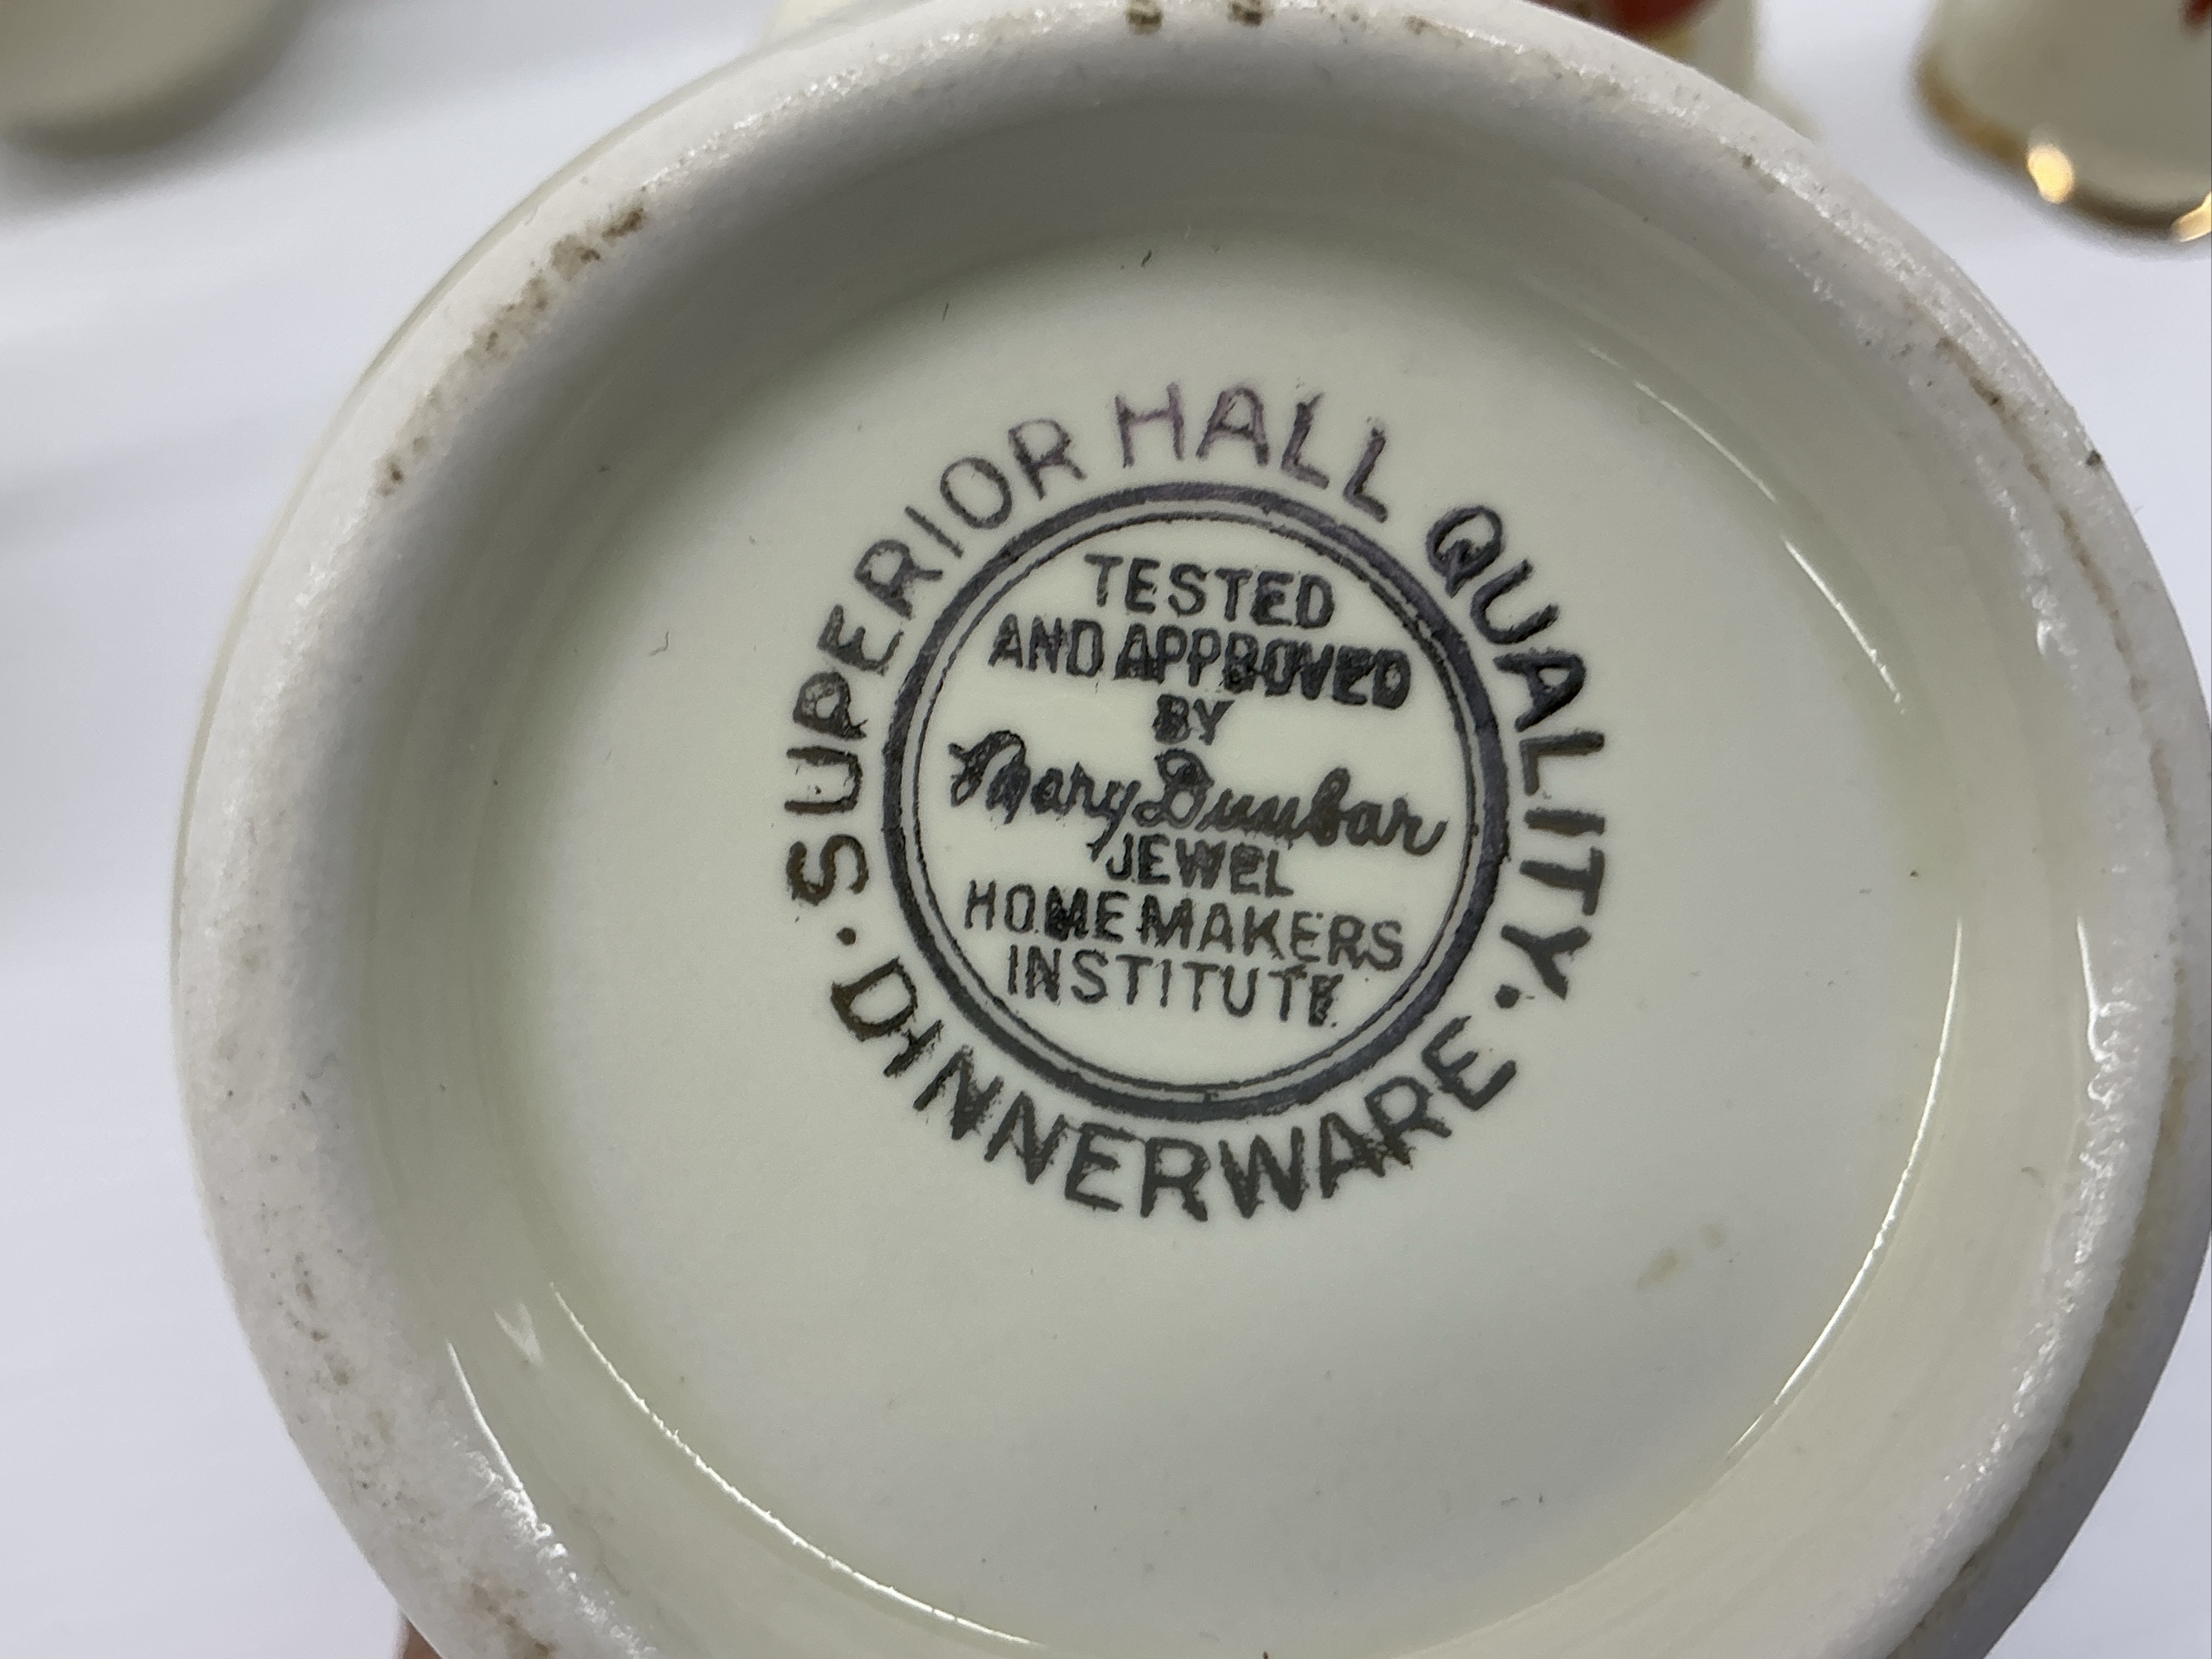 SUPERIOR HALL QUALITY.
TESTED
AND APPROVED
BY
Mary Dunbar
JEWEL
HOMEMAKERS
INSTITUTE
· DINNERWARE